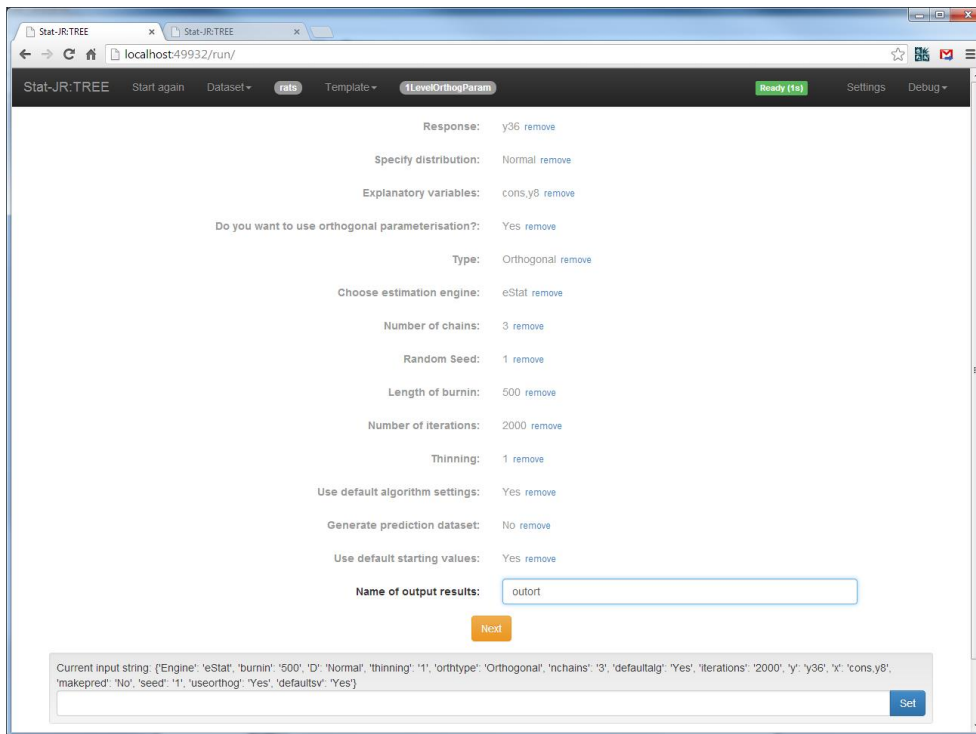 Stat-JR:TREE
Stat-JR:TREE
localhost:49932/run/
Stat-JR:TREE Start again Dataset rats Template 1LevelOrthogParam Ready (1s) Settings Debug
Response: y36 remove
Specify distribution: Normal remove
Explanatory variables: cons,y8 remove
Do you want to use orthogonal parameterisation?: Yes remove
Type: Orthogonal remove
Choose estimation engine: eStat remove
Number of chains: 3 remove
Random Seed: 1 remove
Length of burnin: 500 remove
Number of iterations: 2000 remove
Thinning: 1 remove
Use default algorithm settings: Yes remove
Generate prediction dataset: No remove
Use default starting values: Yes remove
Name of output results: outort
Next
Current input string: {'Engine': 'eStat', 'burnin': '500', 'D': 'Normal', 'thinning': '1', 'orthtype': 'Orthogonal', 'nchains': '3', 'defaultalg': 'Yes', 'iterations': '2000', 'y': 'y36', 'x': 'cons,y8',
'makepred': 'No', 'seed': '1', 'useorthog': 'Yes', 'defaultsv': 'Yes'}
Set